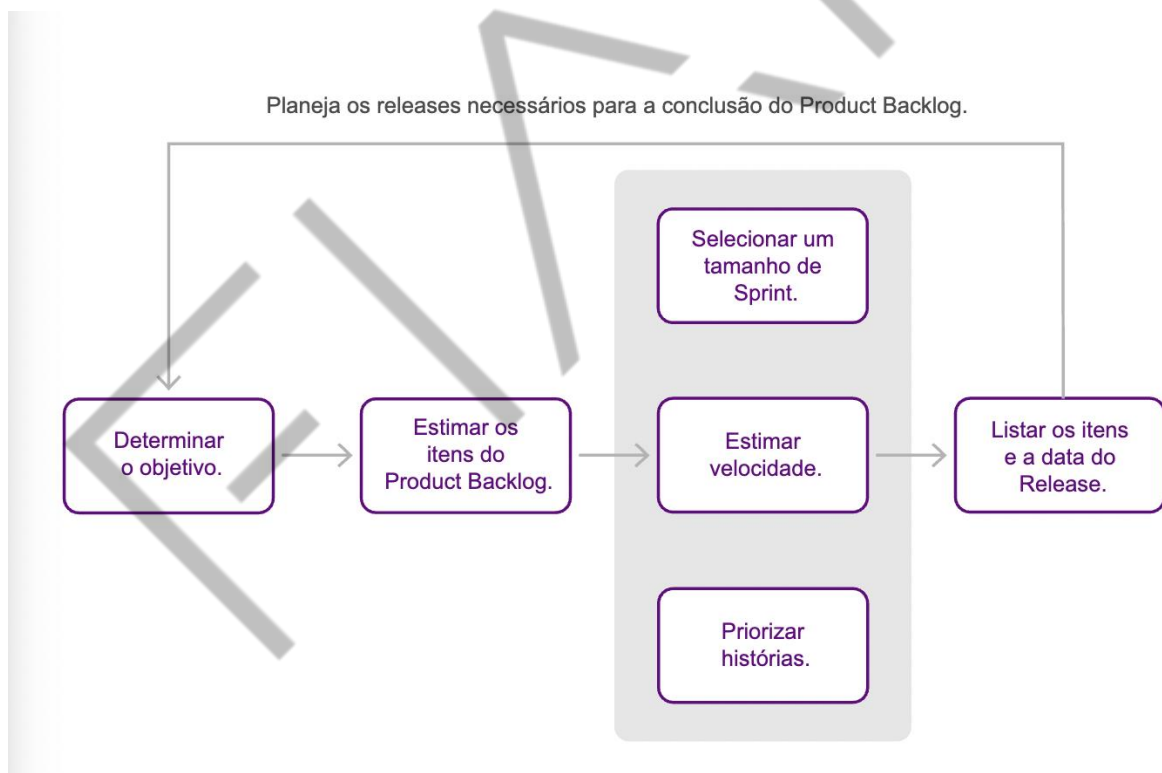 Planeja os releases necessários para a conclusão do Product Backlog.
Selecionar um
tamanho de
Sprint.
Determinar
o objetivo.
Estimar os
itens do
Product Backlog.
Estimar
velocidade.
Listar os itens
e a data do
Release.
Priorizar
histórias.